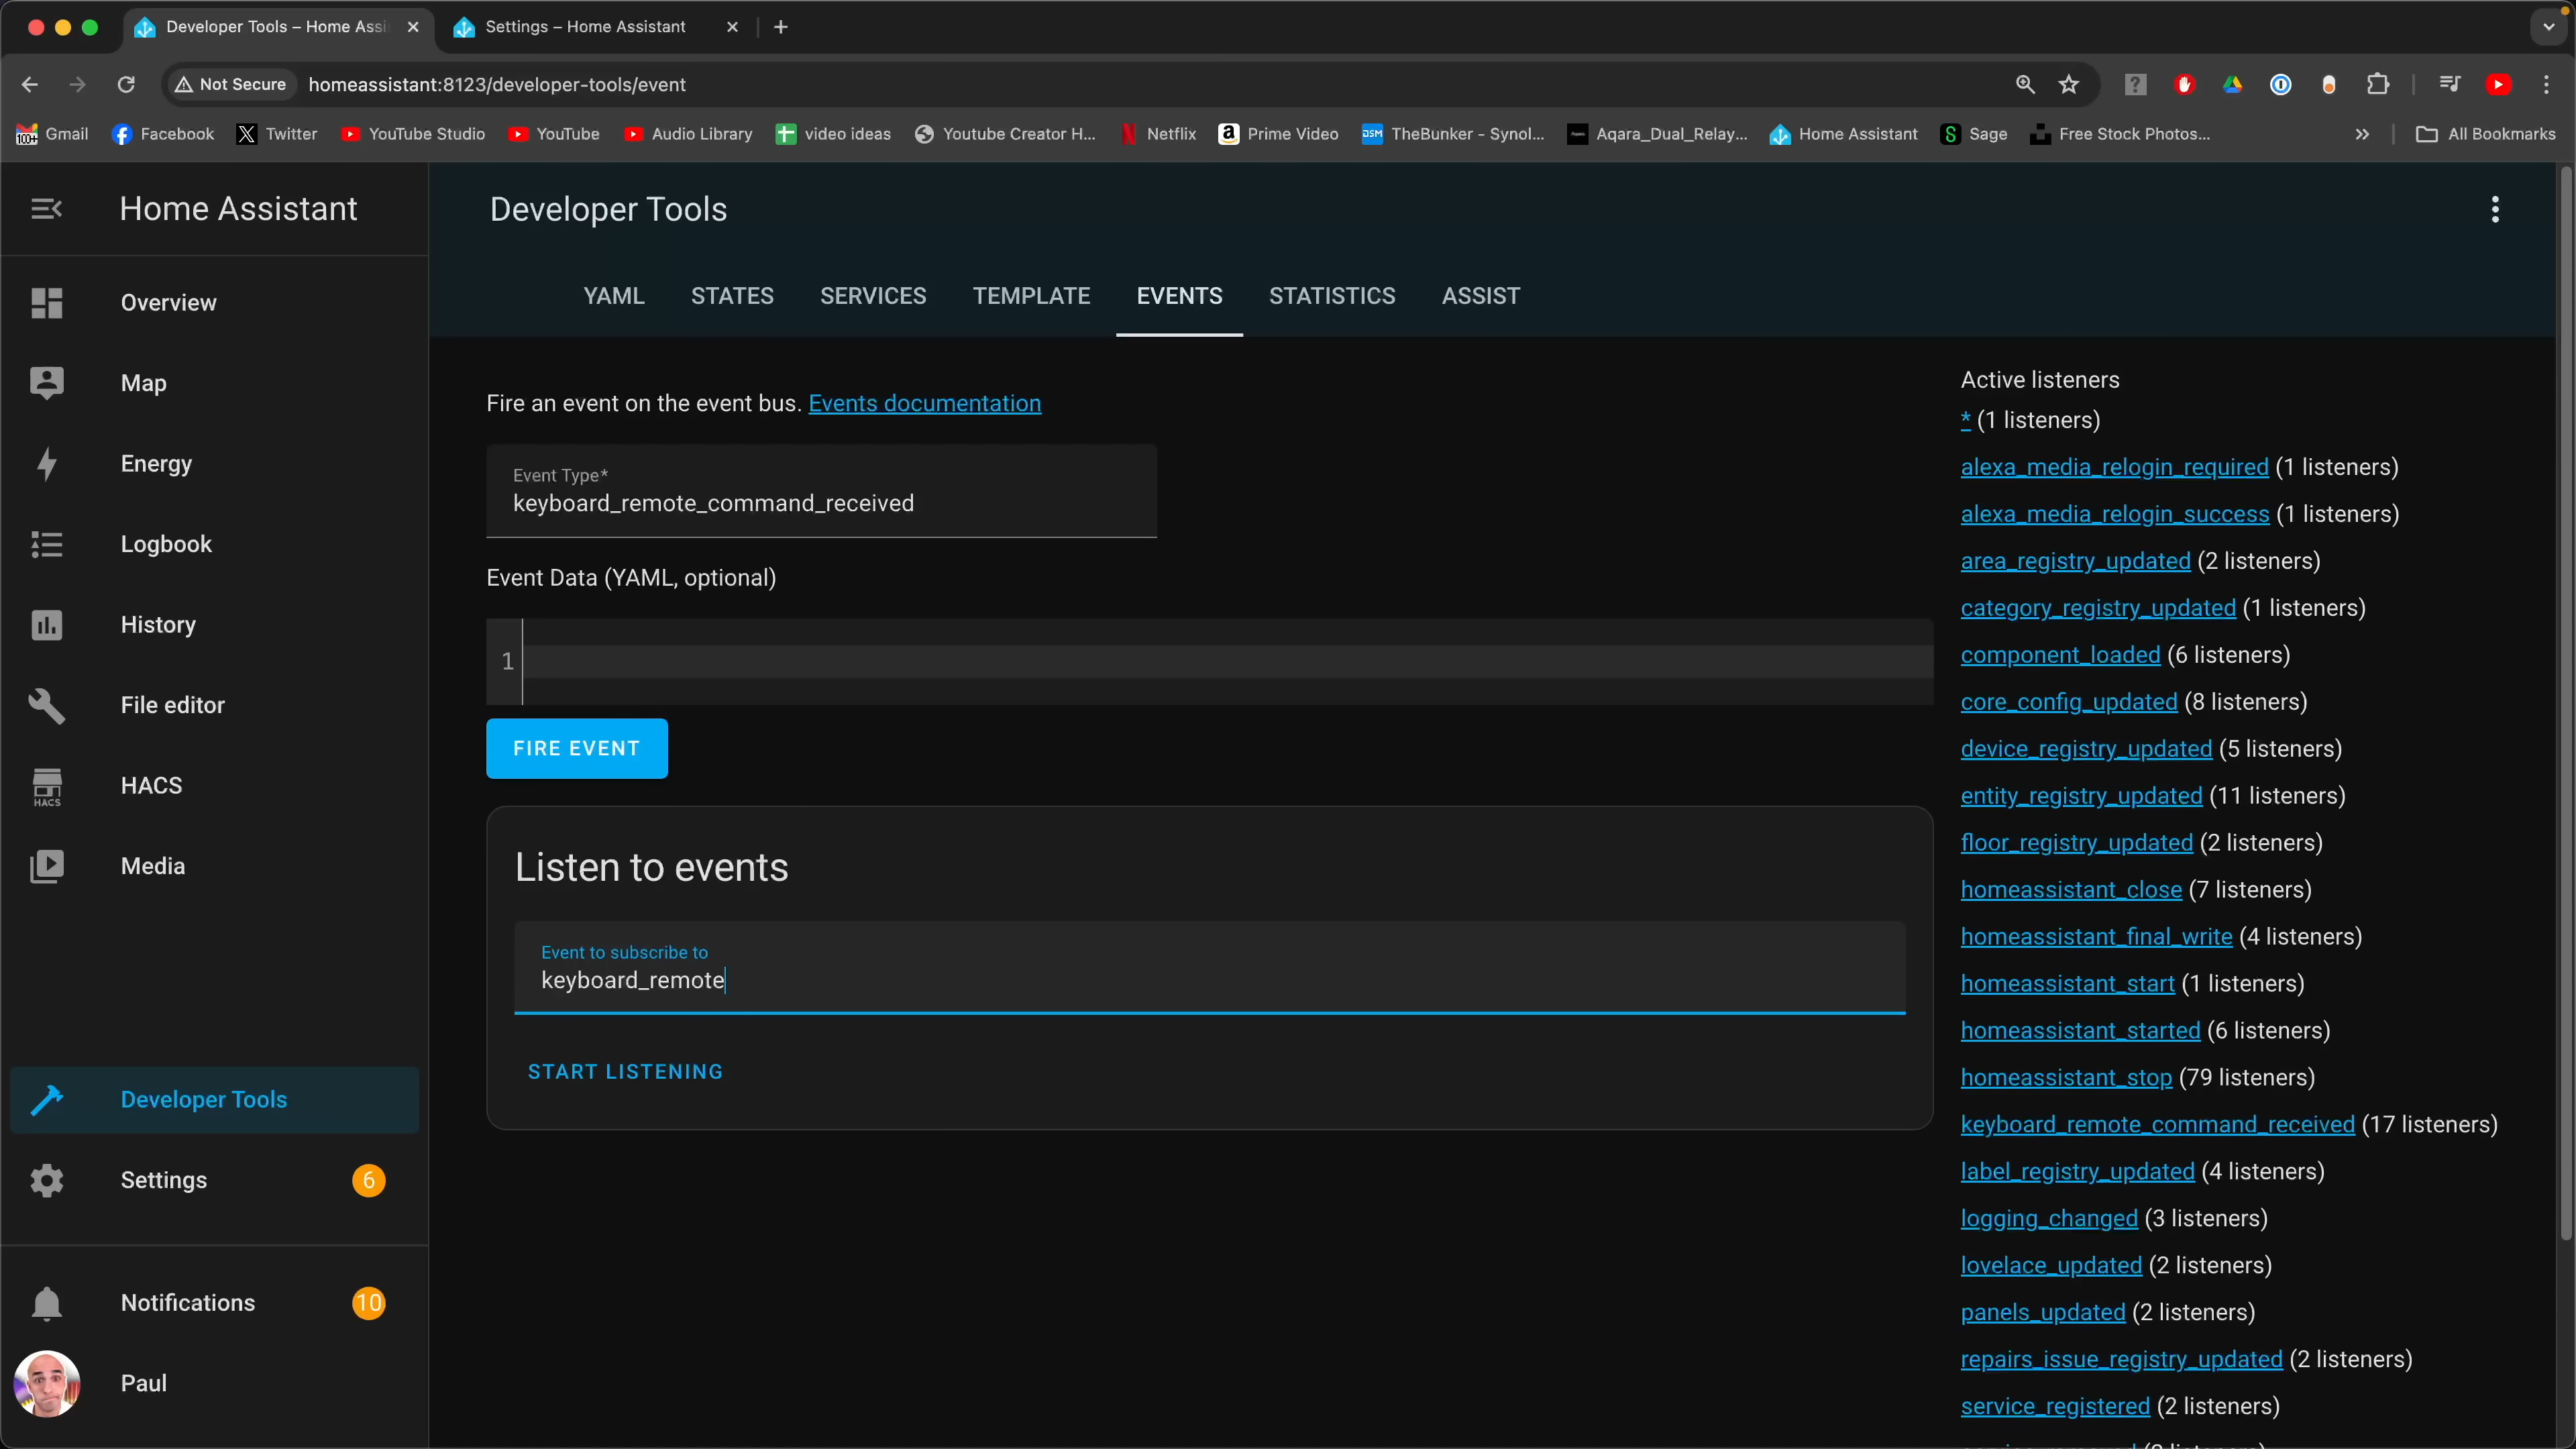 Developer Tools – Home Assi
Settings – Home Assistant
Not Secure
homeassistant:8123/developer-tools/event
Gmail
Facebook
Twitter
YouTube Studio
YouTube
Audio Library
video ideas
Youtube Creator H...
Netflix
Prime Video
TheBunker - Synol...
Aqara_Dual_Relay...
Home Assistant
Sage
Free Stock Photos...
All Bookmarks
Home Assistant
Overview
Map
Energy
Logbook
History
File editor
HACS
HACS
Media
Developer Tools
Settings
6
Notifications
10
Paul
Developer Tools
YAML
STATES
SERVICES
TEMPLATE
EVENTS
STATISTICS
ASSIST
Fire an event on the event bus. Events documentation
Event Type*
keyboard_remote_command_received
Event Data (YAML, optional)
1
FIRE EVENT
Listen to events
Event to subscribe to
keyboard_remote
START LISTENING
Active listeners
* (1 listeners)
alexa_media_relogin_required (1 listeners)
alexa_media_relogin_success (1 listeners)
area_registry_updated (2 listeners)
category_registry_updated (1 listeners)
component_loaded (6 listeners)
core_config_updated (8 listeners)
device_registry_updated (5 listeners)
entity_registry_updated (11 listeners)
floor_registry_updated (2 listeners)
homeassistant_close (7 listeners)
homeassistant_final_write (4 listeners)
homeassistant_start (1 listeners)
homeassistant_started (6 listeners)
homeassistant_stop (79 listeners)
keyboard_remote_command_received (17 listeners)
label_registry_updated (4 listeners)
logging_changed (3 listeners)
lovelace_updated (2 listeners)
panels_updated (2 listeners)
repairs_issue_registry_updated (2 listeners)
service_registered (2 listeners)